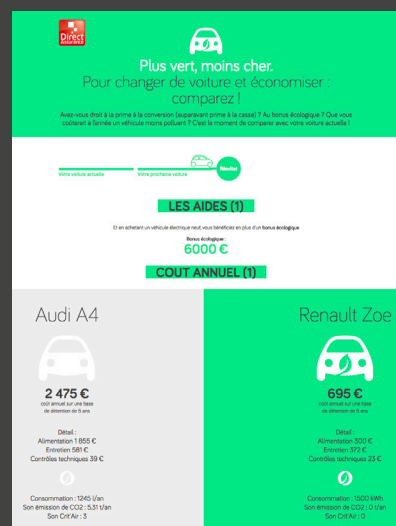 Direct
Assurance
Plus vert, moins cher.
Pour changer de voiture et économiser :
comparez !
Avez-vous droit à la prime à la conversion (auparavant prime à la casse) ? Au bonus écologique ? Que vous
coûterait à l'année un véhicule moins polluant ? C'est le moment de comparer avec votre voiture actuelle !
Votre voiture actuelle
Votre prochaine voiture
Résultat
LES AIDES (1)
Et en achetant un véhicule électrique neuf, vous bénéficiez en plus d'un bonus écologique
Bonus écologique :
6000 €
COUT ANNUEL (1)
Audi A4
2 475 €
coût annuel sur une base
de détention de 5 ans
Détail :
Alimentation 1 855 €
Entretien 581 €
Contrôles techniques 39 €
Consommation : 1245 l/an
Son émission de CO2 : 5,31 t/an
Son Crit'Air : 3
Renault Zoe
695 €
coût annuel sur une base
de détention de 5 ans
Détail :
Alimentation 300 €
Entretien 372 €
Contrôles techniques 23 €
Consommation : 1500 kWh
Son émission de CO2 : 0 t/an
Son Crit'Air : 0